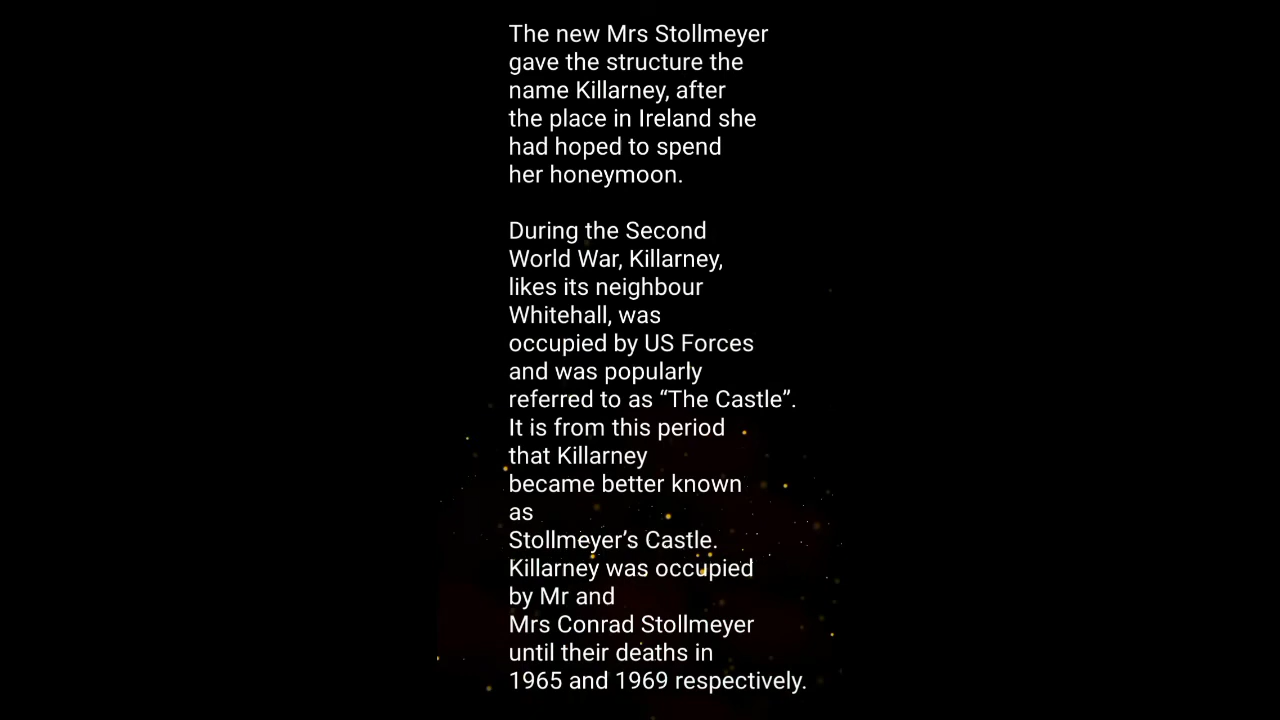 The new Mrs Stollmeyer
gave the structure the
name Killarney, after
the place in Ireland she
had hoped to spend
her honeymoon.
During the Second
World War, Killarney,
likes its neighbour
Whitehall, was
occupied by US Forces
and was popularly
referred to as “The Castle”.
It is from this period
that Killarney
became better known
as
Stollmeyer’s Castle.
Killarney was occupied
by Mr and
Mrs Conrad Stollmeyer
until their deaths in
1965 and 1969 respectively.